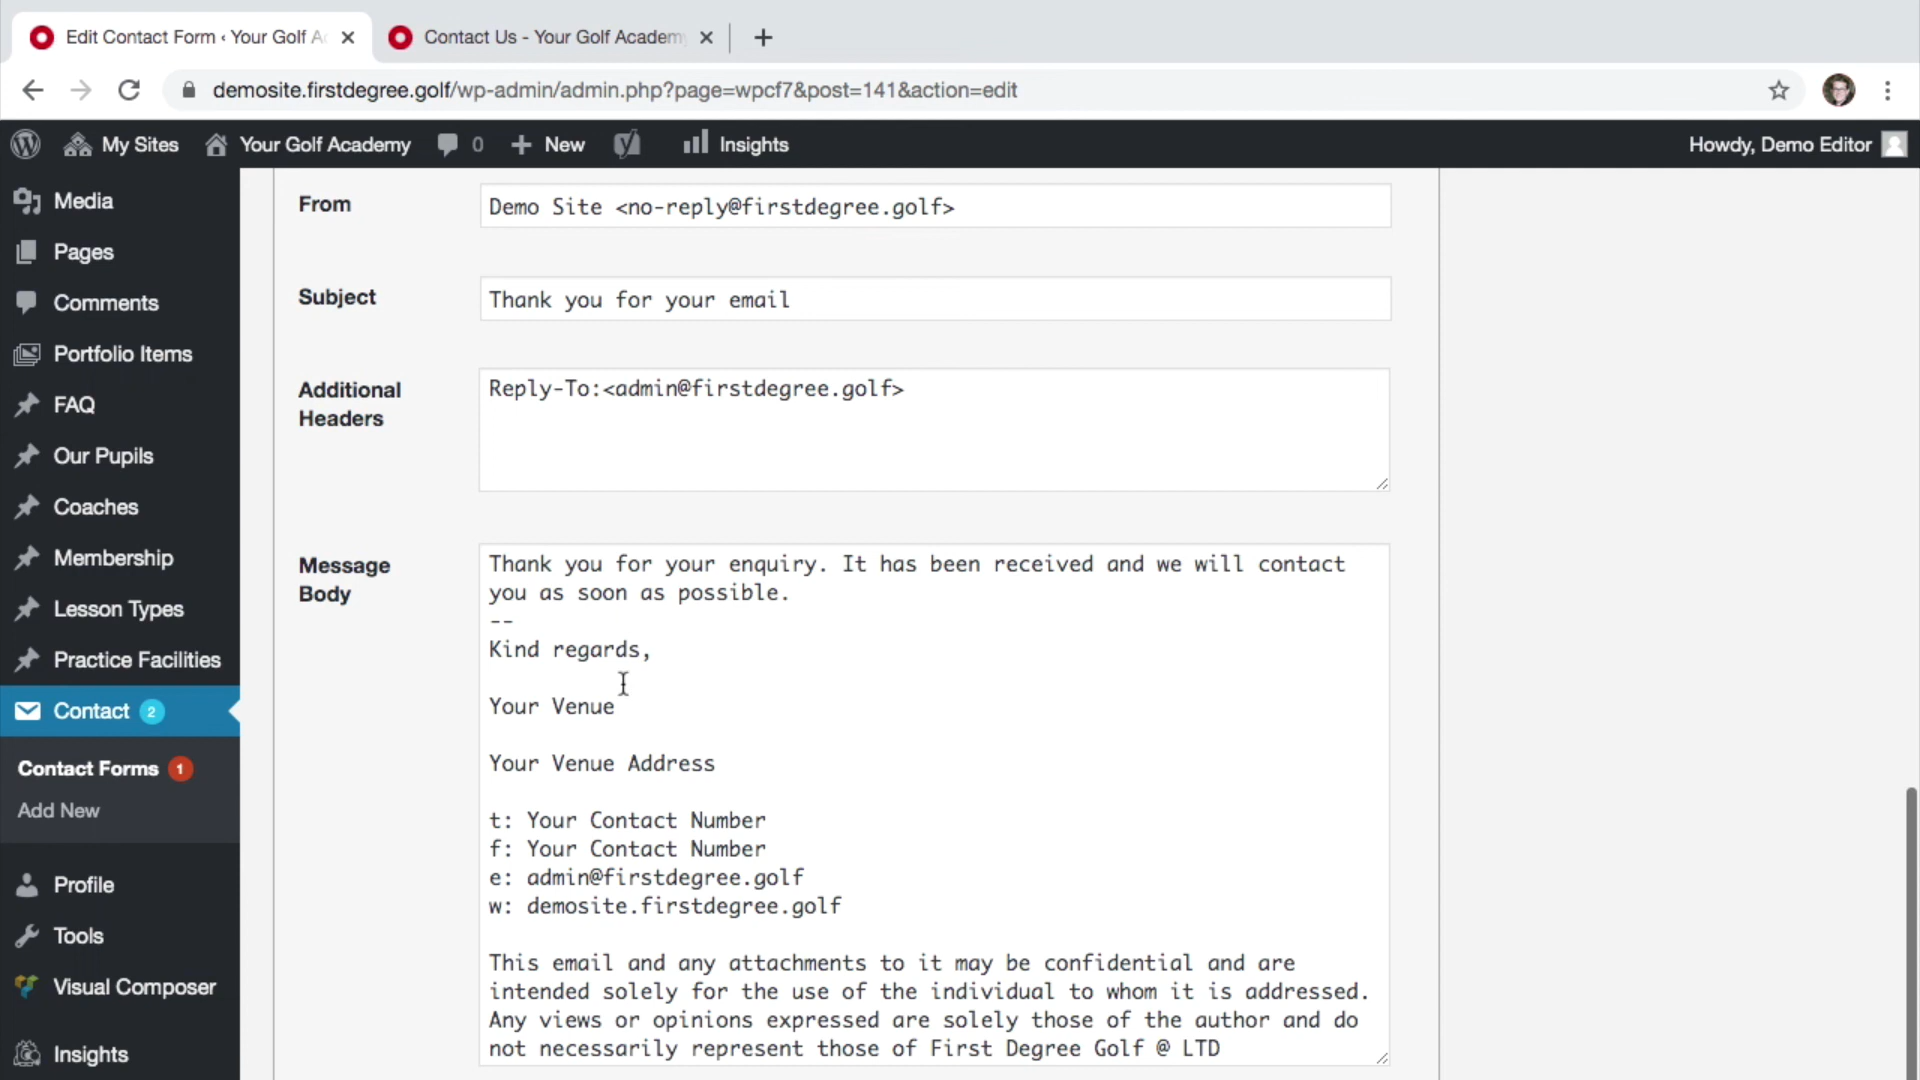 Edit Contact Form ‹ Your Golf A
Contact Us - Your Golf Academ
demosite.firstdegree.golf/wp-admin/admin.php?page=wpcf7&post=141&action=edit
My Sites
Your Golf Academy
0
New
Insights
Howdy, Demo Editor
Media
Pages
Comments
Portfolio Items
FAQ
Our Pupils
Coaches
Membership
Lesson Types
Practice Facilities
Contact 2
Contact Forms 1
Add New
Profile
Tools
Visual Composer
Insights
From
Demo Site <no-reply@firstdegree.golf>
Subject
Thank you for your email
Additional
Headers
Reply-To:<admin@firstdegree.golf>
Message
Body
Thank you for your enquiry. It has been received and we will contact
you as soon as possible.
--
Kind regards,
Your Venue
Your Venue Address
t: Your Contact Number
f: Your Contact Number
e: admin@firstdegree.golf
w: demosite.firstdegree.golf
This email and any attachments to it may be confidential and are
intended solely for the use of the individual to whom it is addressed.
Any views or opinions expressed are solely those of the author and do
not necessarily represent those of First Degree Golf @ LTD